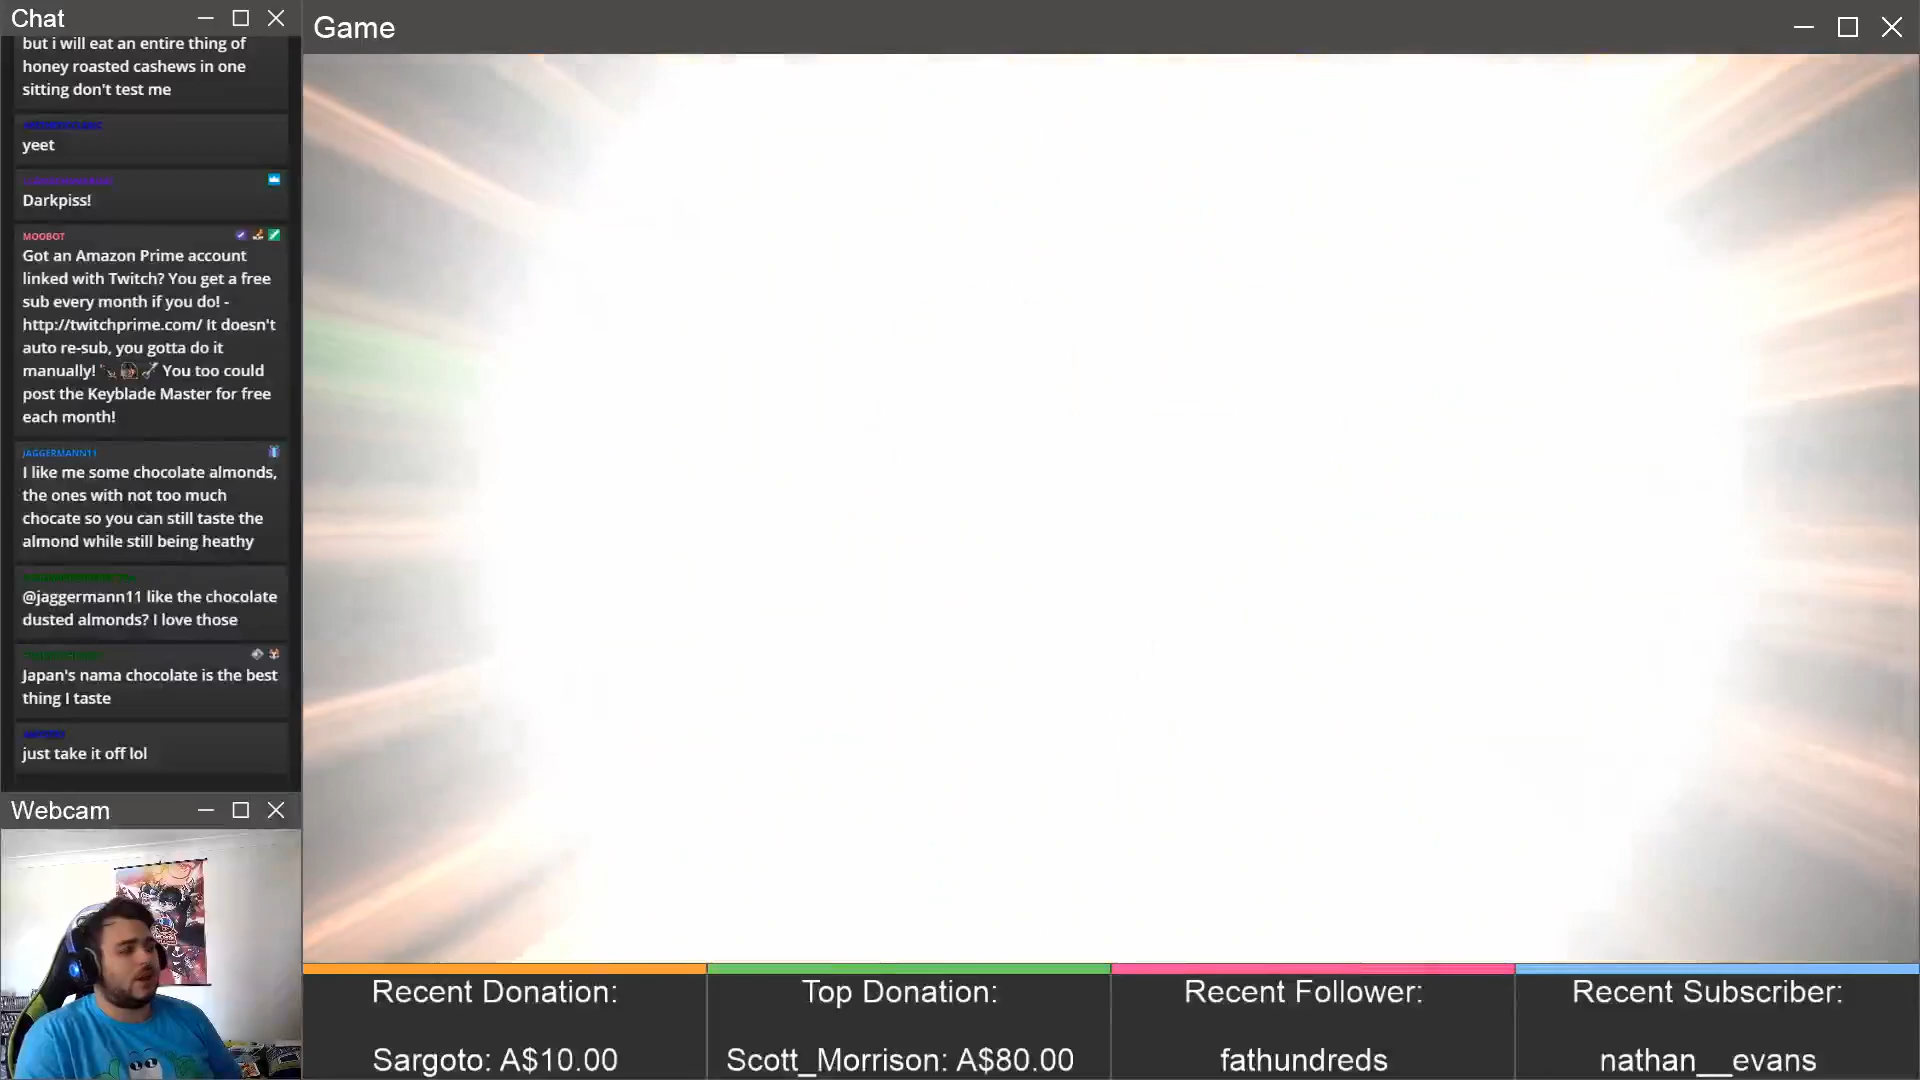 Chat
but i will eat an entire thing of
honey roasted cashews in one
sitting don't test me
yeet
Darkpiss!
MOOBOT
Got an Amazon Prime account
linked with Twitch? You get a free
sub every month if you do! -
http://twitchprime.com/ It doesn't
auto re-sub, you gotta do it
manually! You too could
post the Keyblade Master for free
each month!
JAGGERMANN11
I like me some chocolate almonds,
the ones with not too much
chocate so you can still taste the
almond while still being heathy
@jaggermann11 like the chocolate
dusted almonds? I love those
Japan's nama chocolate is the best
thing I taste
just take it off lol
Webcam
Game
Recent Donation:
Sargoto: A$10.00
Top Donation:
Scott_Morrison: A$80.00
Recent Follower:
fathundreds
Recent Subscriber:
nathan__evans